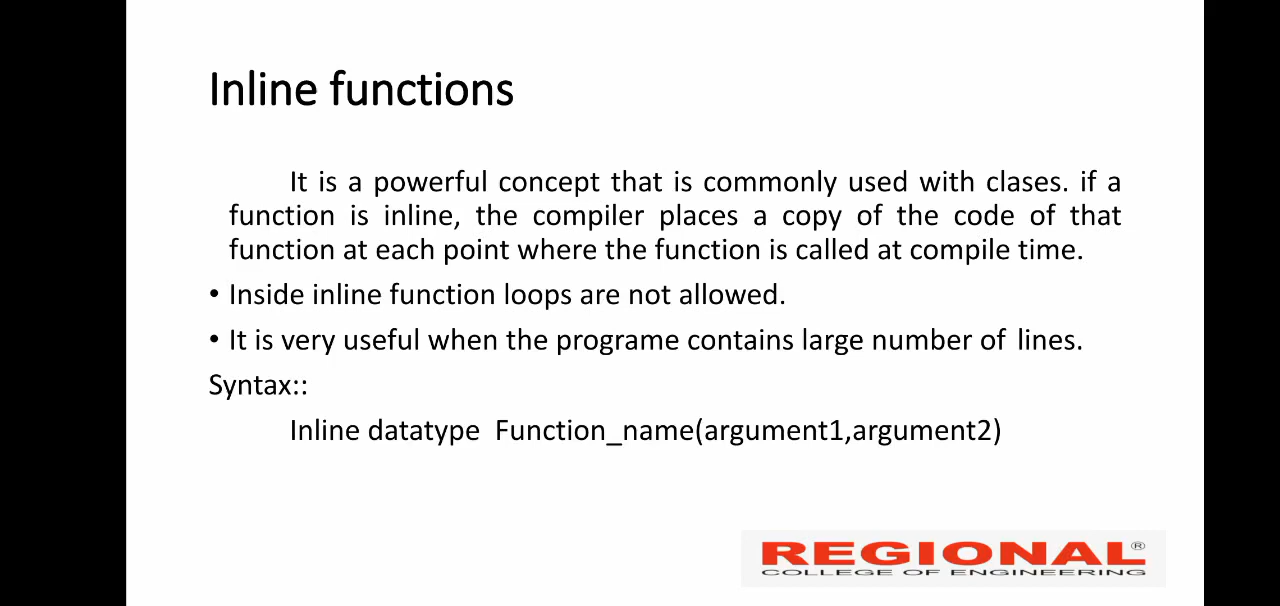 Inline functions
It is a powerful concept that is commonly used with clases. if a
function is inline, the compiler places a copy of the code of that
function at each point where the function is called at compile time.
• Inside inline function loops are not allowed.
• It is very useful when the programe contains large number of lines.
Syntax::
Inline datatype Function_name(argument1,argument2)
REGIONAL®
COLLEGE OF ENGINEERING